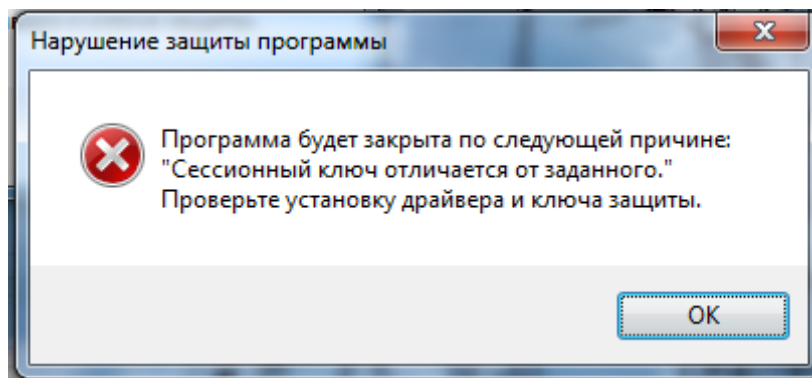 Нарушение защиты программы
Программа будет закрыта по следующей причине:
"Сессионный ключ отличается от заданного."
Проверьте установку драйвера и ключа защиты.
OK